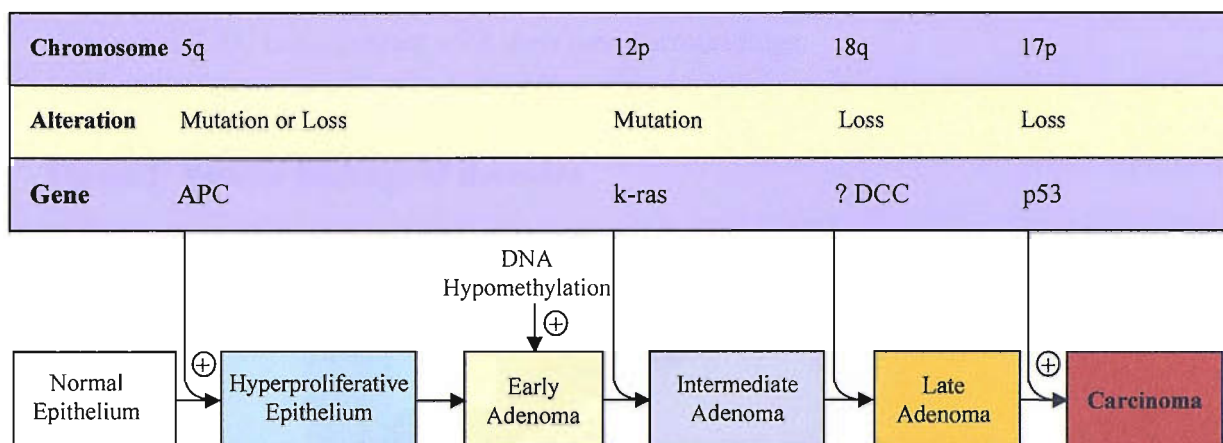 Chromosome 5q 12p 18q 17p
Alteration Mutation or Loss Mutation Loss Loss
Gene APC k-ras ? DCC p53
DNA
Hypomethylation
+
+
+
Normal
Epithelium
Hyperproliferative
Epithelium
Early
Adenoma
Intermediate
Adenoma
Late
Adenoma
Carcinoma